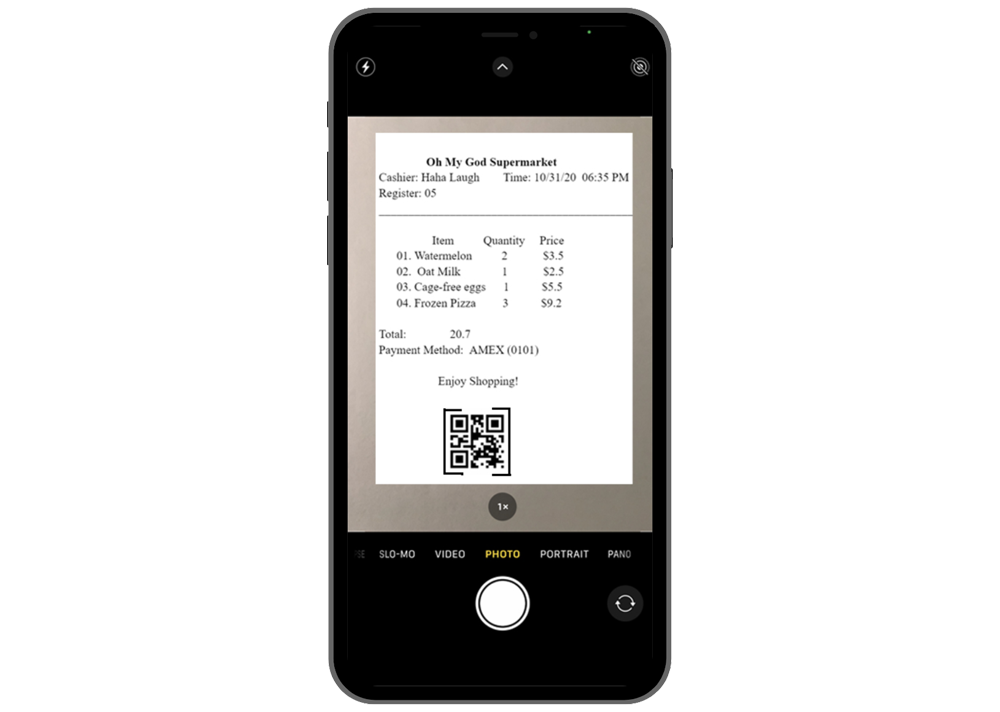 Oh My God Supermarket
Cashier: Haha Laugh Time: 10/31/20 06:35 PM
Register: 05
Item Quantity Price
01. Watermelon 2 $3.5
02. Oat Milk 1 $2.5
03. Cage-free eggs 1 $5.5
04. Frozen Pizza 3 $9.2
Total: 20.7
Payment Method: AMEX (0101)
Enjoy Shopping!
1×
SLO-MO VIDEO PHOTO PORTRAIT PANO